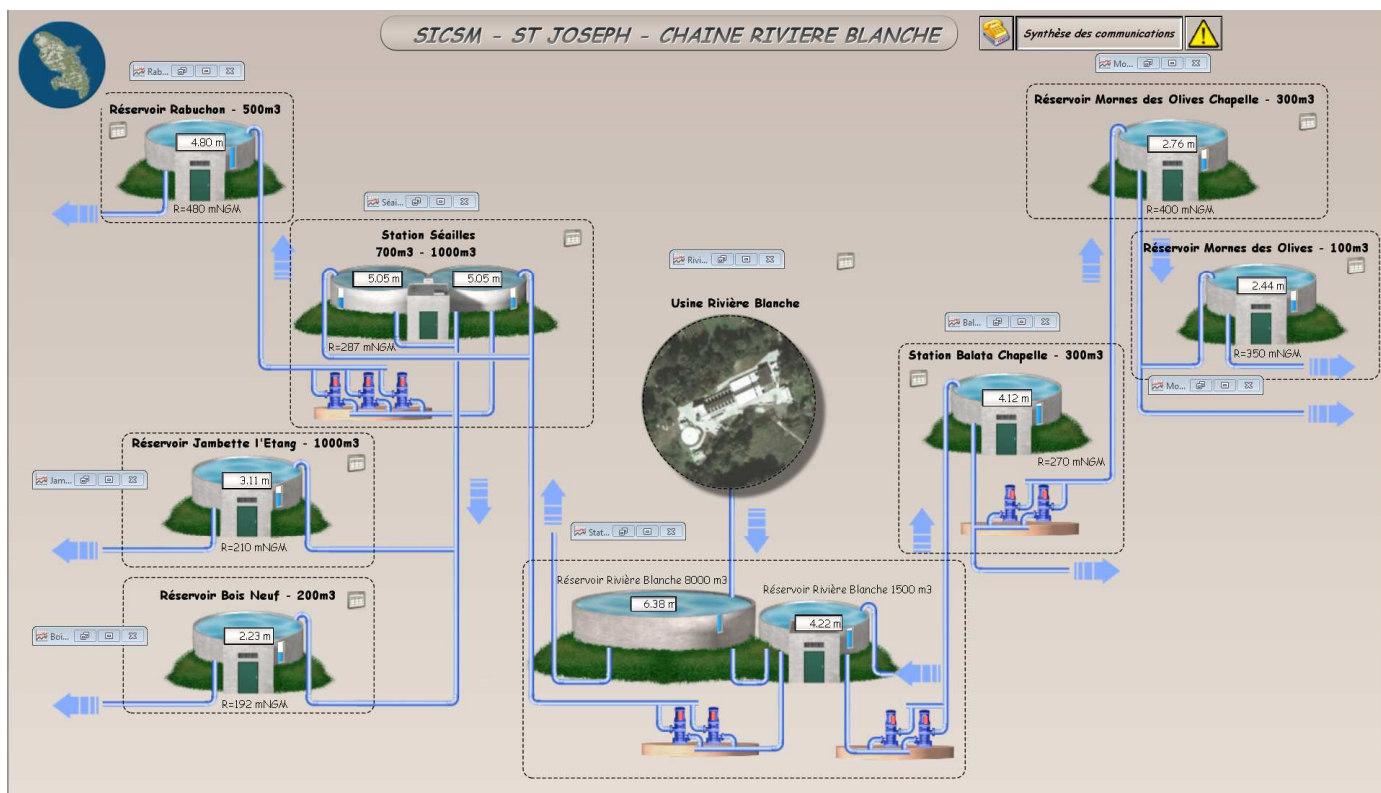 SICSM - ST JOSEPH - CHAINE RIVIERE BLANCHE
Synthèse des communications
Rab...
Réservoir Rabuchon - 500m3
4.80 m
R=480 mNGM
Séai...
Station Séailles
700m3 - 1000m3
5.05 m
5.05 m
R=287 mNGM
Rivi...
Usine Rivière Blanche
Mo...
Réservoir Mornes des Olives Chapelle - 300m3
2.76 m
R=400 mNGM
Réservoir Mornes des Olives - 100m3
2.44 m
R=350 mNGM
Mo...
Bal...
Station Balata Chapelle - 300m3
4.12 m
R=270 mNGM
Réservoir Jambette l'Etang - 1000m3
Jam...
3.11 m
R=210 mNGM
Réservoir Bois Neuf - 200m3
Boi...
2.23 m
R=192 mNGM
Stat...
Réservoir Rivière Blanche 8000 m3
6.38 m
Réservoir Rivière Blanche 1500 m3
4.22 m